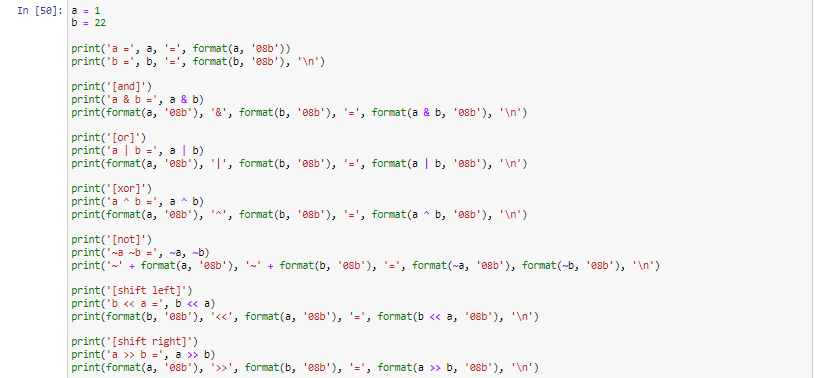 In [50]: a = 1
b = 22
print('a =', a, '=', format(a, '08b'))
print('b =', b, '=', format(b, '08b'), '\n')
print('[and]')
print('a & b =', a & b)
print(format(a, '08b'), '&', format(b, '08b'), '=', format(a & b, '08b'), '\n')
print('[or]')
print('a | b =', a | b)
print(format(a, '08b'), '|', format(b, '08b'), '=', format(a | b, '08b'), '\n')
print('[xor]')
print('a ^ b =', a ^ b)
print(format(a, '08b'), '^', format(b, '08b'), '=', format(a ^ b, '08b'), '\n')
print('[not]')
print('~a ~b =', ~a, ~b)
print('~' + format(a, '08b'), '~' + format(b, '08b'), '=', format(~a, '08b'), format(~b, '08b'), '\n')
print('[shift left]')
print('b << a =', b << a)
print(format(b, '08b'), '<<', format(a, '08b'), '=', format(b << a, '08b'), '\n')
print('[shift right]')
print('a >> b =', a >> b)
print(format(a, '08b'), '>>', format(b, '08b'), '=', format(a >> b, '08b'), '\n')